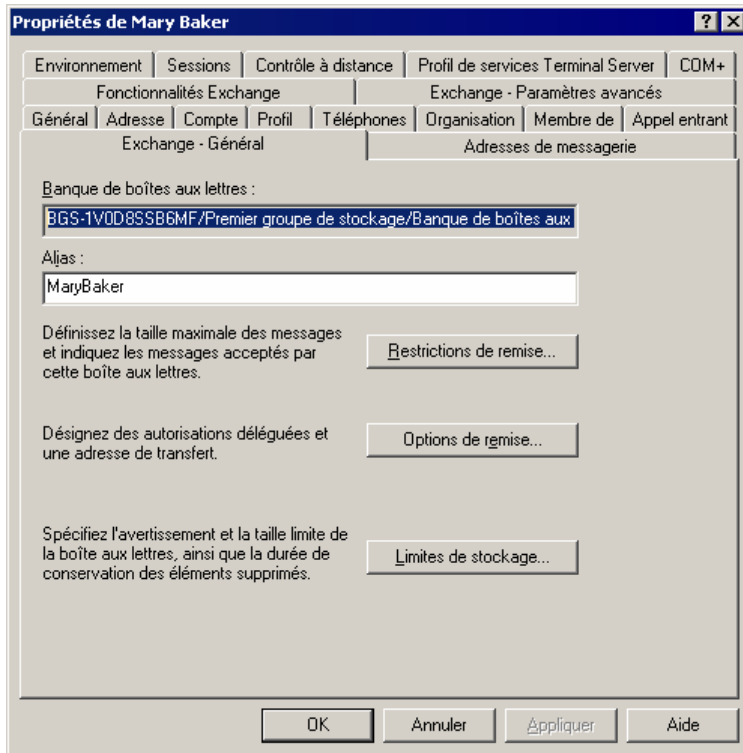 Propriétés de Mary Baker
Environnement Sessions Contrôle à distance Profil de services Terminal Server COM+
Fonctionnalités Exchange Exchange - Paramètres avancés
Général Adresse Compte Profil Téléphones Organisation Membre de Appel entrant
Exchange - Général Adresses de messagerie
Banque de boîtes aux lettres :
BGS-1V0D8SSB6MF/Premier groupe de stockage/Banque de boîtes aux
Alias :
MaryBaker
Définissez la taille maximale des messages
et indiquez les messages acceptés par
cette boîte aux lettres.
Restrictions de remise...
Désignez des autorisations déléguées et
une adresse de transfert.
Options de remise...
Spécifiez l'avertissement et la taille limite de
la boîte aux lettres, ainsi que la durée de
conservation des éléments supprimés.
Limites de stockage...
OK Annuler Appliquer Aide